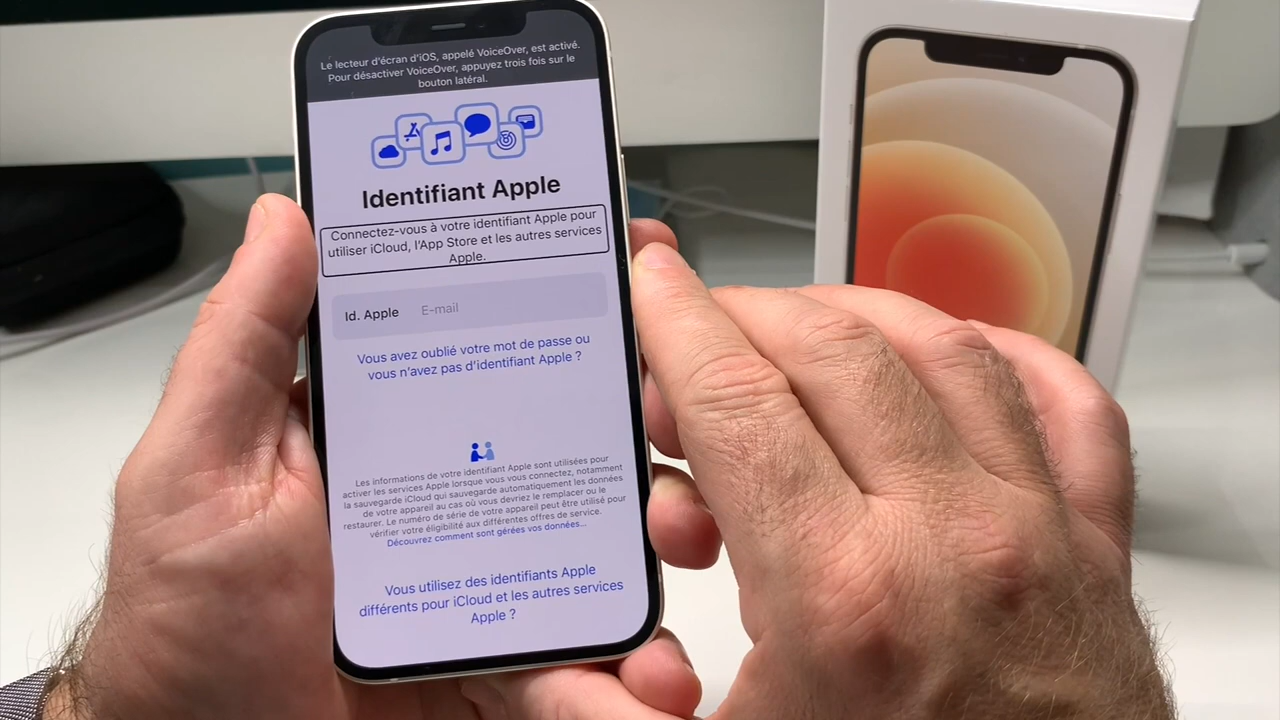 Le lecteur d'écran d'iOS, appelé VoiceOver, est activé.
Pour désactiver VoiceOver, appuyez trois fois sur le
bouton latéral.
Identifiant Apple
Connectez-vous à votre identifiant Apple pour
utiliser iCloud, l'App Store et les autres services
Apple.
Id. Apple E-mail
Vous avez oublié votre mot de passe ou
vous n'avez pas d'identifiant Apple ?
Les informations de votre identifiant Apple sont utilisées pour
activer les services Apple lorsque vous vous connectez, notamment
la sauvegarde iCloud qui sauvegarde automatiquement les données
de votre appareil au cas où vous devriez le remplacer ou le
restaurer. Le numéro de série de votre appareil peut être utilisé pour
vérifier votre éligibilité aux différentes offres de service.
Découvrez comment sont gérées vos données...
Vous utilisez des identifiants Apple
différents pour iCloud et les autres services
Apple ?